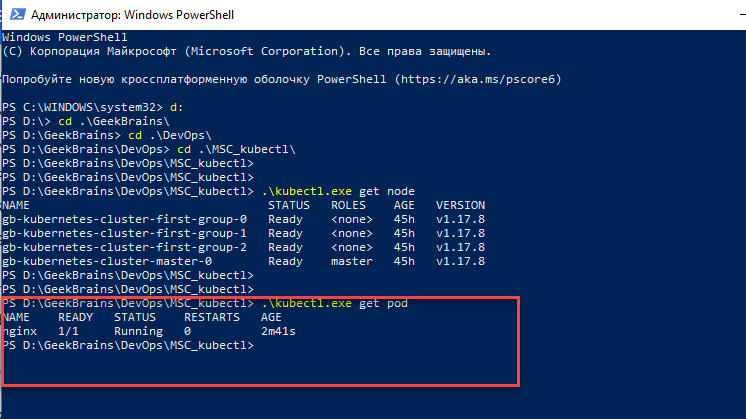 Администратор: Windows PowerShell
Windows PowerShell
(C) Корпорация Майкрософт (Microsoft Corporation). Все права защищены.
Попробуйте новую кроссплатформенную оболочку PowerShell (https://aka.ms/pscore6)
PS C:\WINDOWS\system32> d:
PS D:\> cd .\GeekBrains\
PS D:\GeekBrains> cd .\DevOps\
PS D:\GeekBrains\DevOps> cd .\MSC_kubectl\
PS D:\GeekBrains\DevOps\MSC_kubectl>
PS D:\GeekBrains\DevOps\MSC_kubectl>
PS D:\GeekBrains\DevOps\MSC_kubectl> .\kubectl.exe get node
NAME STATUS ROLES AGE VERSION
gb-kubernetes-cluster-first-group-0 Ready <none> 45h v1.17.8
gb-kubernetes-cluster-first-group-1 Ready <none> 45h v1.17.8
gb-kubernetes-cluster-first-group-2 Ready <none> 45h v1.17.8
gb-kubernetes-cluster-master-0 Ready master 45h v1.17.8
PS D:\GeekBrains\DevOps\MSC_kubectl>
PS D:\GeekBrains\DevOps\MSC_kubectl>
PS D:\GeekBrains\DevOps\MSC_kubectl> .\kubectl.exe get pod
NAME READY STATUS RESTARTS AGE
nginx 1/1 Running 0 2m41s
PS D:\GeekBrains\DevOps\MSC_kubectl>